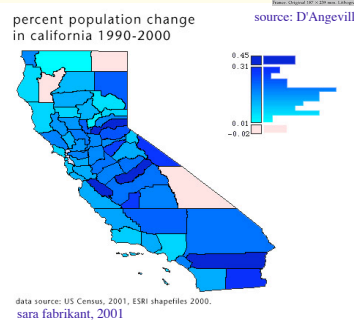 percent population change
in california 1990-2000
source: D'Angevill
0.45
0.31
0.01
-0.02
data source: US Census, 2001, ESRI shapefiles 2000.
sara fabrikant, 2001